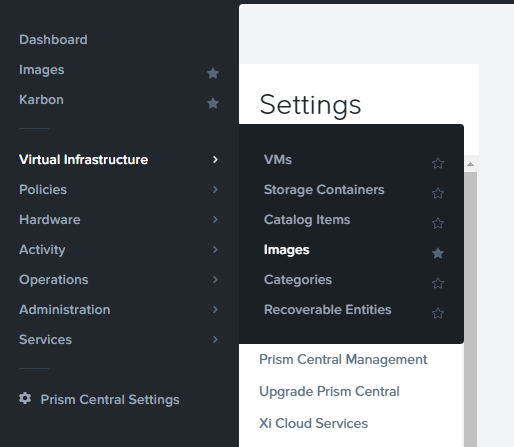 Dashboard
Images
Karbon
Virtual Infrastructure
Policies
Hardware
Activity
Operations
Administration
Services
Prism Central Settings
Settings
VMs
Storage Containers
Catalog Items
Images
Categories
Recoverable Entities
Prism Central Management
Upgrade Prism Central
Xi Cloud Services